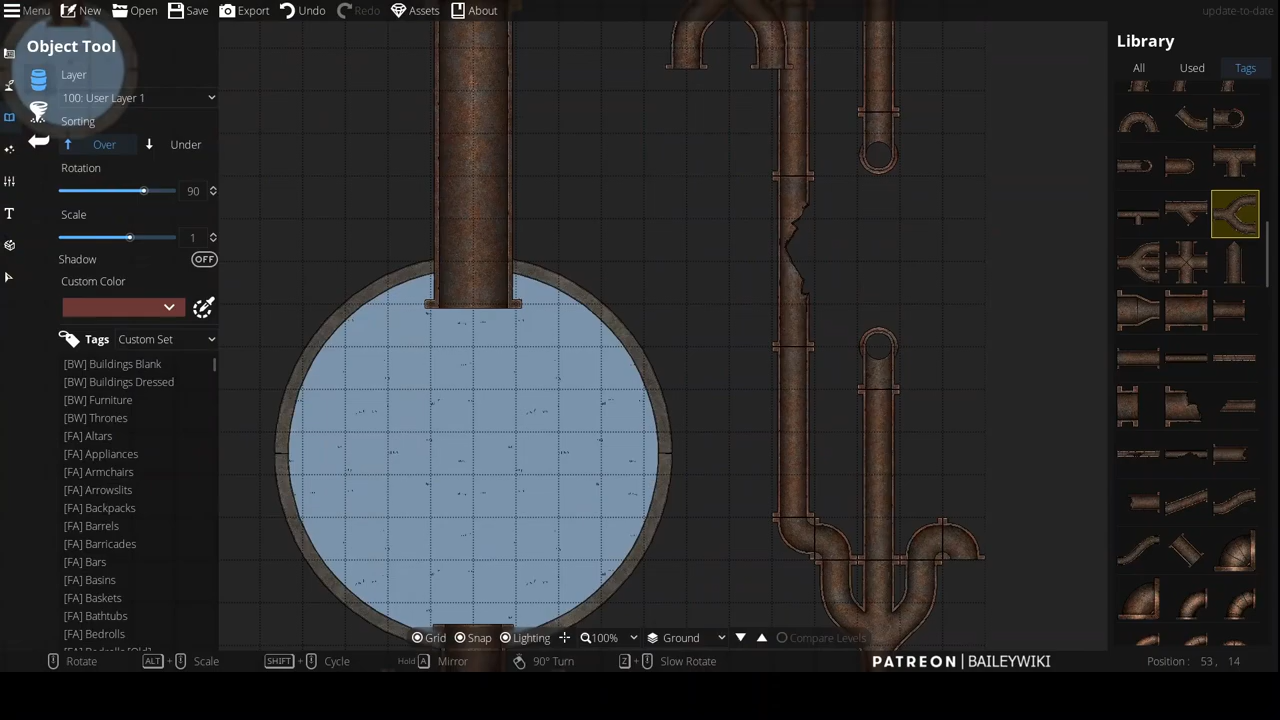 Menu New Open Save Export Undo Redo Assets About update-to-date
Object Tool
Layer
100: User Layer 1
Sorting
Over Under
Rotation
90
Scale
1
Shadow OFF
Custom Color
Tags Custom Set
[BW] Buildings Blank
[BW] Buildings Dressed
[BW] Furniture
[BW] Thrones
[FA] Altars
[FA] Appliances
[FA] Armchairs
[FA] Arrowslits
[FA] Backpacks
[FA] Barrels
[FA] Barricades
[FA] Bars
[FA] Basins
[FA] Baskets
[FA] Bathtubs
[FA] Bedrolls
[FA] Bedrolls [Old]
Library
All Used Tags
Grid Snap Lighting 100% Ground Compare Levels
Rotate ALT + Scale SHIFT + Cycle Hold A Mirror 90° Turn Z + Slow Rotate PATREON | BAILEYWIKI Position : 53 , 14